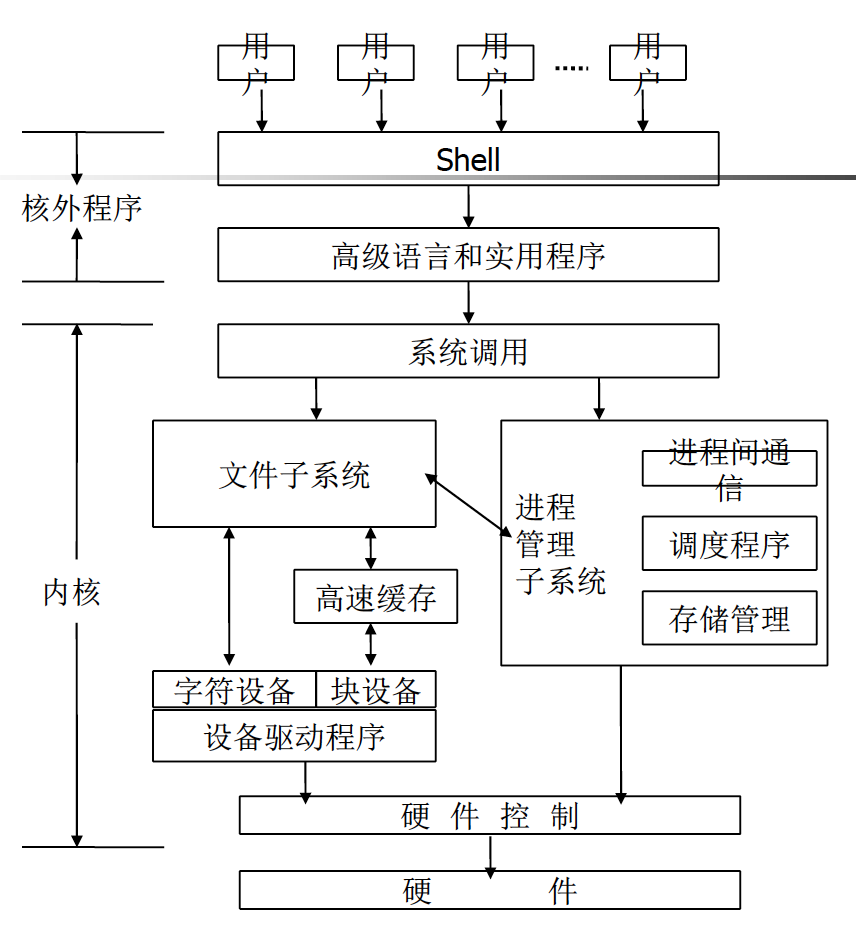 用
户
用
户
用
户
……
用
户
Shell
核外程序
高级语言和实用程序
系统调用
文件子系统
进程间通
信
进程
管理
子系统
调度程序
内核
高速缓存
存储管理
字符设备
块设备
设备驱动程序
硬 件 控 制
硬 件